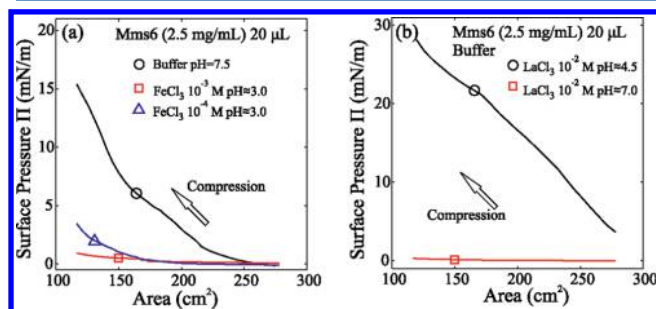 (a)
Mms6 (2.5 mg/mL) 20 μL
Buffer pH=7.5
FeCl3 10-3 M pH≈3.0
FeCl3 10-4 M pH≈3.0
Compression
Surface Pressure Π (mN/m)
0
5
10
15
20
100
150
200
250
300
Area (cm2)
(b)
Mms6 (2.5 mg/mL) 20 μL
Buffer
LaCl3 10-2 M pH≈4.5
LaCl3 10-2 M pH≈7.0
Compression
Surface Pressure Π (mN/m)
0
10
20
30
100
150
200
250
300
Area (cm2)